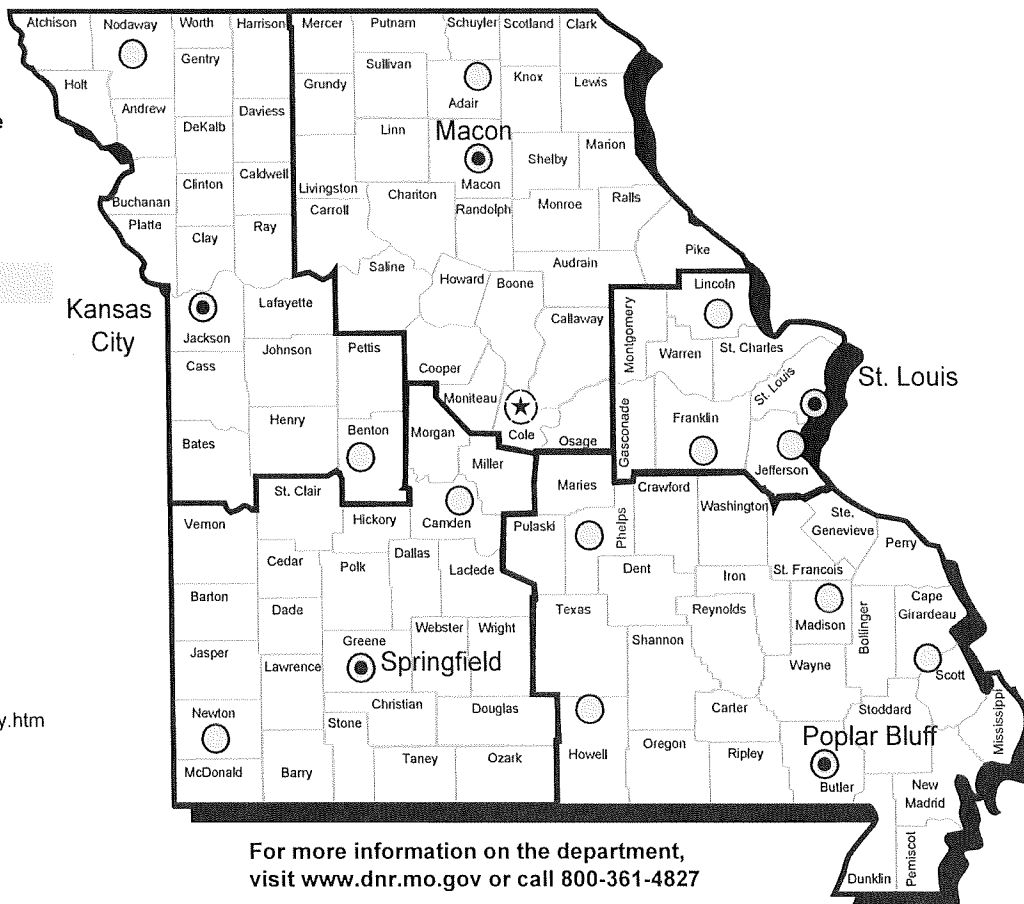 Atchison
Nodaway
Worth
Harrison
Mercer
Putnam
Schuyler
Scotland
Clark
Gentry
Sullivan
Holt
Grundy
Knox
Lewis
Adair
Andrew
Daviess
e
DeKalb
Linn
Macon
Marion
Shelby
Caldwell
Clinton
Macon
Livingston
Chariton
Buchanan
Carroll
Randolph
Monroe
Ralls
Platte
Clay
Ray
Pike
Audrain
Saline
Howard
Boone
Lincoln
Kansas
City
Lafayette
Callaway
Montgomery
Jackson
Johnson
Pettis
Warren
St. Charles
Cass
Cooper
St. Louis
St. Louis
Moniteau
Henry
Franklin
Gasconade
Benton
Morgan
Cole
Osage
Bates
Miller
Jefferson
St. Clair
Maries
Crawford
Washington
Vernon
Hickory
Camden
Pulaski
Phelps
Ste.
Genevieve
Perry
Cedar
Polk
Dallas
Laclede
Dent
Iron
St. Francois
Barton
Dade
Texas
Reynolds
Madison
Bollinger
Cape
Girardeau
Greene
Webster
Wright
Shannon
Jasper
Lawrence
Springfield
Wayne
Scott
Newton
Christian
Stone
Douglas
Carter
Stoddard
Mississippi
y.htm
Poplar Bluff
Howell
Oregon
Ripley
McDonald
Barry
Taney
Ozark
Butler
New
Madrid
Pemiscot
Dunklin
For more information on the department,
visit www.dnr.mo.gov or call 800-361-4827